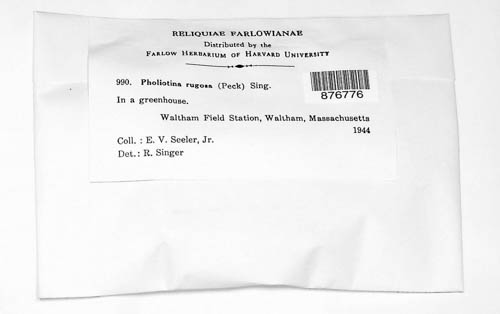 RELIQUIAE FARLOWIANAE
Distributed by the
FARLOW HERBARIUM OF HARVARD UNIVERSITY
990. Pholiotina rugosa (Peck) Sing.
876776
In a greenhouse.
Waltham Field Station, Waltham, Massachusetts
1944
Coll. : E. V. Seeler, Jr.
Det. : R. Singer